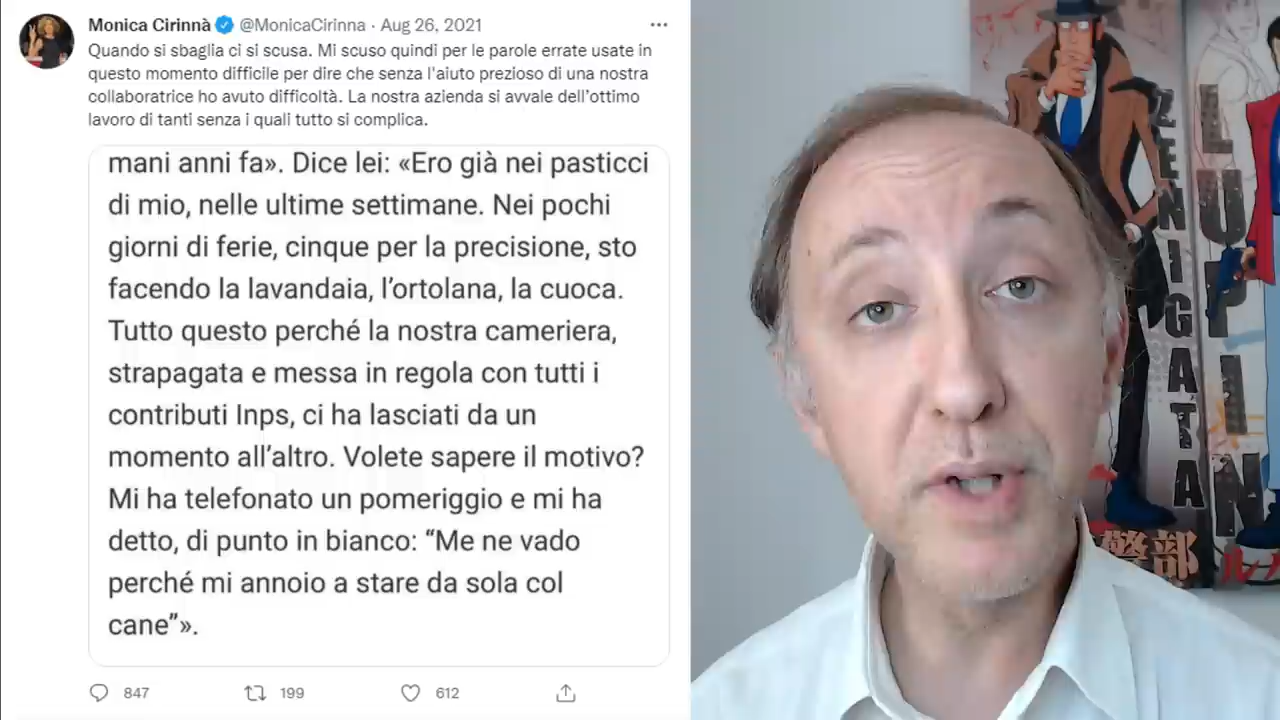 Monica Cirinnà @MonicaCirinna · Aug 26, 2021
Quando si sbaglia ci si scusa. Mi scuso quindi per le parole errate usate in
questo momento difficile per dire che senza l'aiuto prezioso di una nostra
collaboratrice ho avuto difficoltà. La nostra azienda si avvale dell'ottimo
lavoro di tanti senza i quali tutto si complica.
mani anni fa». Dice lei: «Ero già nei pasticci
di mio, nelle ultime settimane. Nei pochi
giorni di ferie, cinque per la precisione, sto
facendo la lavandaia, l’ortolana, la cuoca.
Tutto questo perché la nostra cameriera,
strapagata e messa in regola con tutti i
contributi Inps, ci ha lasciati da un
momento all’altro. Volete sapere il motivo?
Mi ha telefonato un pomeriggio e mi ha
detto, di punto in bianco: “Me ne vado
perché mi annoio a stare da sola col
cane”».
847 199 612
ZENIGATA
警部
LUPIN